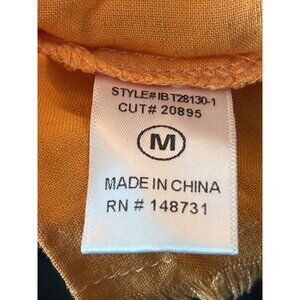 STYLE#IBT28130-1
CUT# 20895
M
MADE IN CHINA
RN # 148731